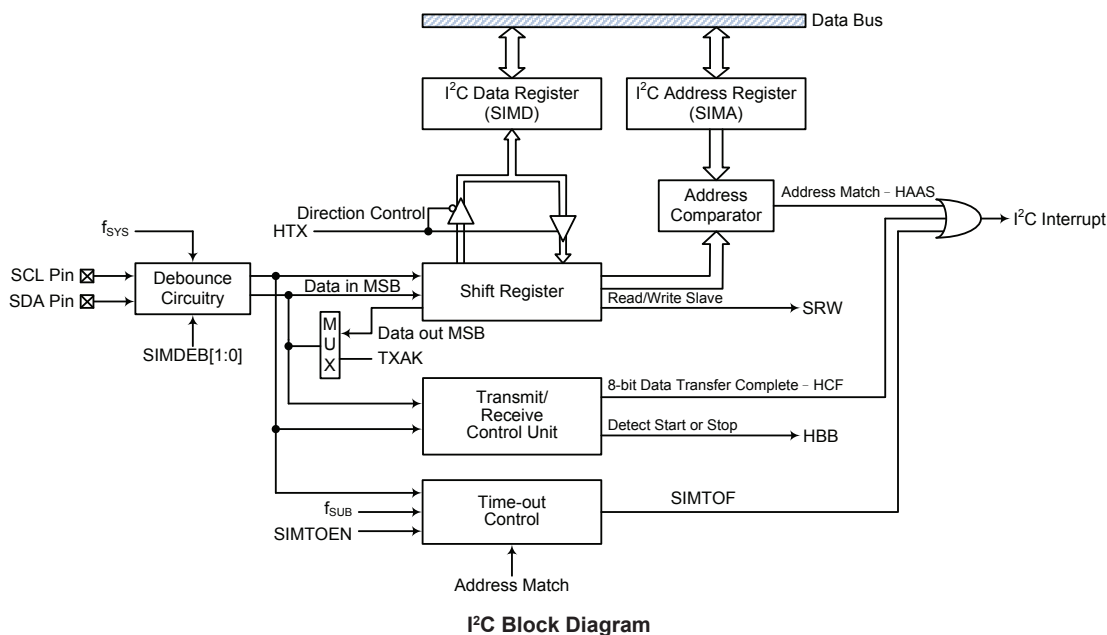 Data Bus
I²C Data Register
(SIMD)
I²C Address Register
(SIMA)
Address
Comparator
Address Match - HAAS
I²C Interrupt
Direction Control
HTX
fSYS
SCL Pin
SDA Pin
Debounce
Circuitry
SIMDEB[1:0]
Data in MSB
Shift Register
Read/Write Slave
SRW
Data out MSB
MUX
TXAK
Transmit/
Receive
Control Unit
8-bit Data Transfer Complete - HCF
Detect Start or Stop
HBB
fSUB
SIMTOEN
Time-out
Control
SIMTOF
Address Match
I²C Block Diagram